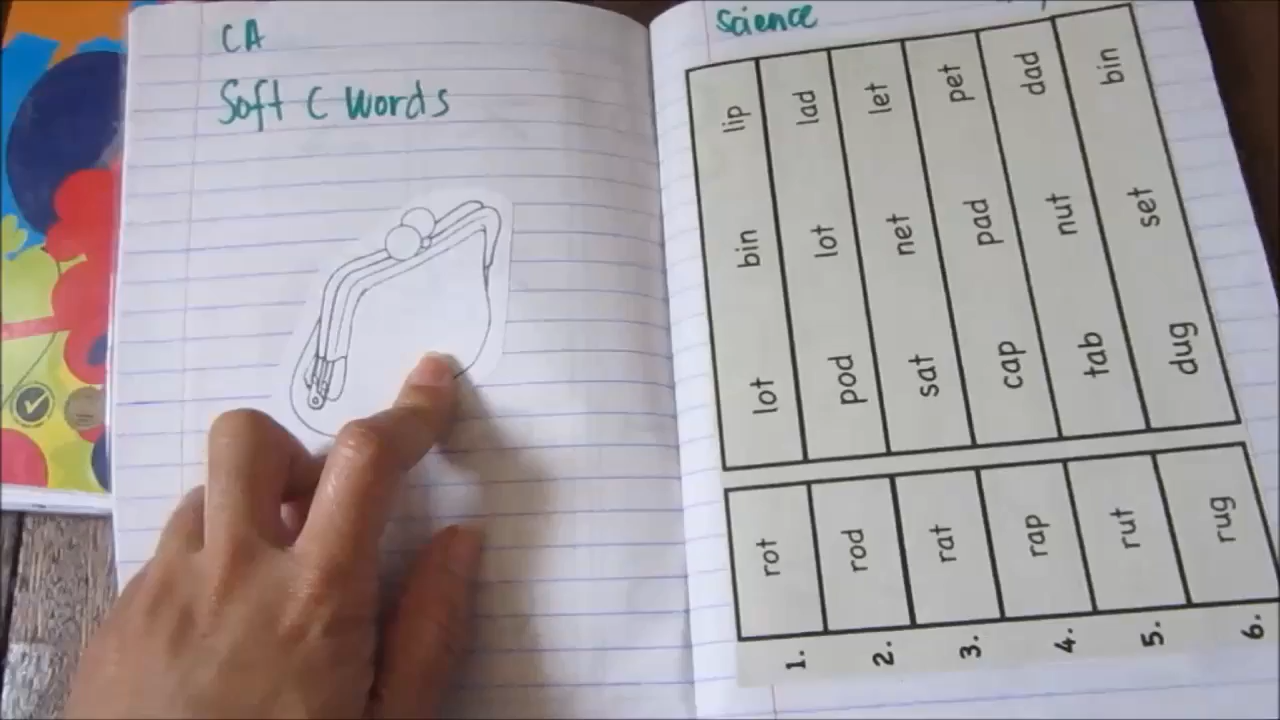 CA
Soft C Words
Science
1. rot lot bin lip
2. rod pod lot lad
3. rat sat net let
4. rap cap pad pet
5. rut tab nut dad
6. rug dug set bin